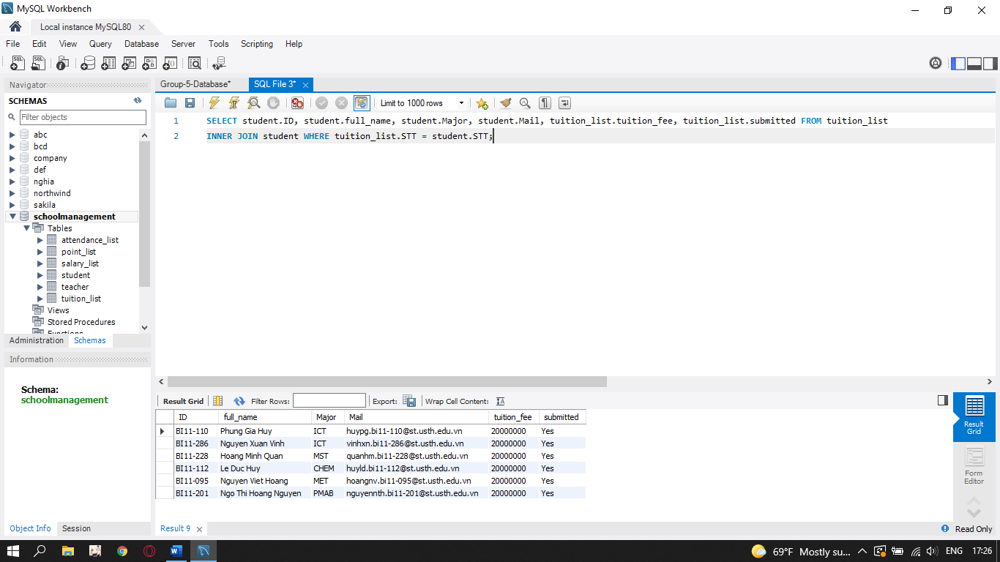 MySQL Workbench
Local instance MySQL80
File Edit View Query Database Server Tools Scripting Help
Navigator
SCHEMAS
Filter objects
abc
bcd
company
def
nghia
northwind
sakila
schoolmanagement
Tables
attendance_list
point_list
salary_list
student
teacher
tuition_list
Views
Stored Procedures
Functions
Administration Schemas
Information
Schema:
schoolmanagement
Object Info Session
Group-5-Database* SQL File 3*
Limit to 1000 rows
1 SELECT student.ID, student.full_name, student.Major, student.Mail, tuition_list.tuition_fee, tuition_list.submitted FROM tuition_list
2 INNER JOIN student WHERE tuition_list.STT = student.STT;
Result Grid Filter Rows: Export: Wrap Cell Content:
ID full_name Major Mail tuition_fee submitted
BI11-110 Phung Gia Huy ICT huypg.bi11-110@st.usth.edu.vn 20000000 Yes
BI11-286 Nguyen Xuan Vinh ICT vinhxn.bi11-286@st.usth.edu.vn 20000000 Yes
BI11-228 Hoang Minh Quan MST quanhm.bi11-228@st.usth.edu.vn 20000000 Yes
BI11-112 Le Duc Huy CHEM huyld.bi11-112@st.usth.edu.vn 20000000 Yes
BI11-095 Nguyen Viet Hoang MET hoangnv.bi11-095@st.usth.edu.vn 20000000 Yes
BI11-201 Ngo Thi Hoang Nguyen PMAB nguyennth.bi11-201@st.usth.edu.vn 20000000 Yes
Result
Grid
Form
Editor
Result 9
Read Only
69°F Mostly su... ENG 17:26